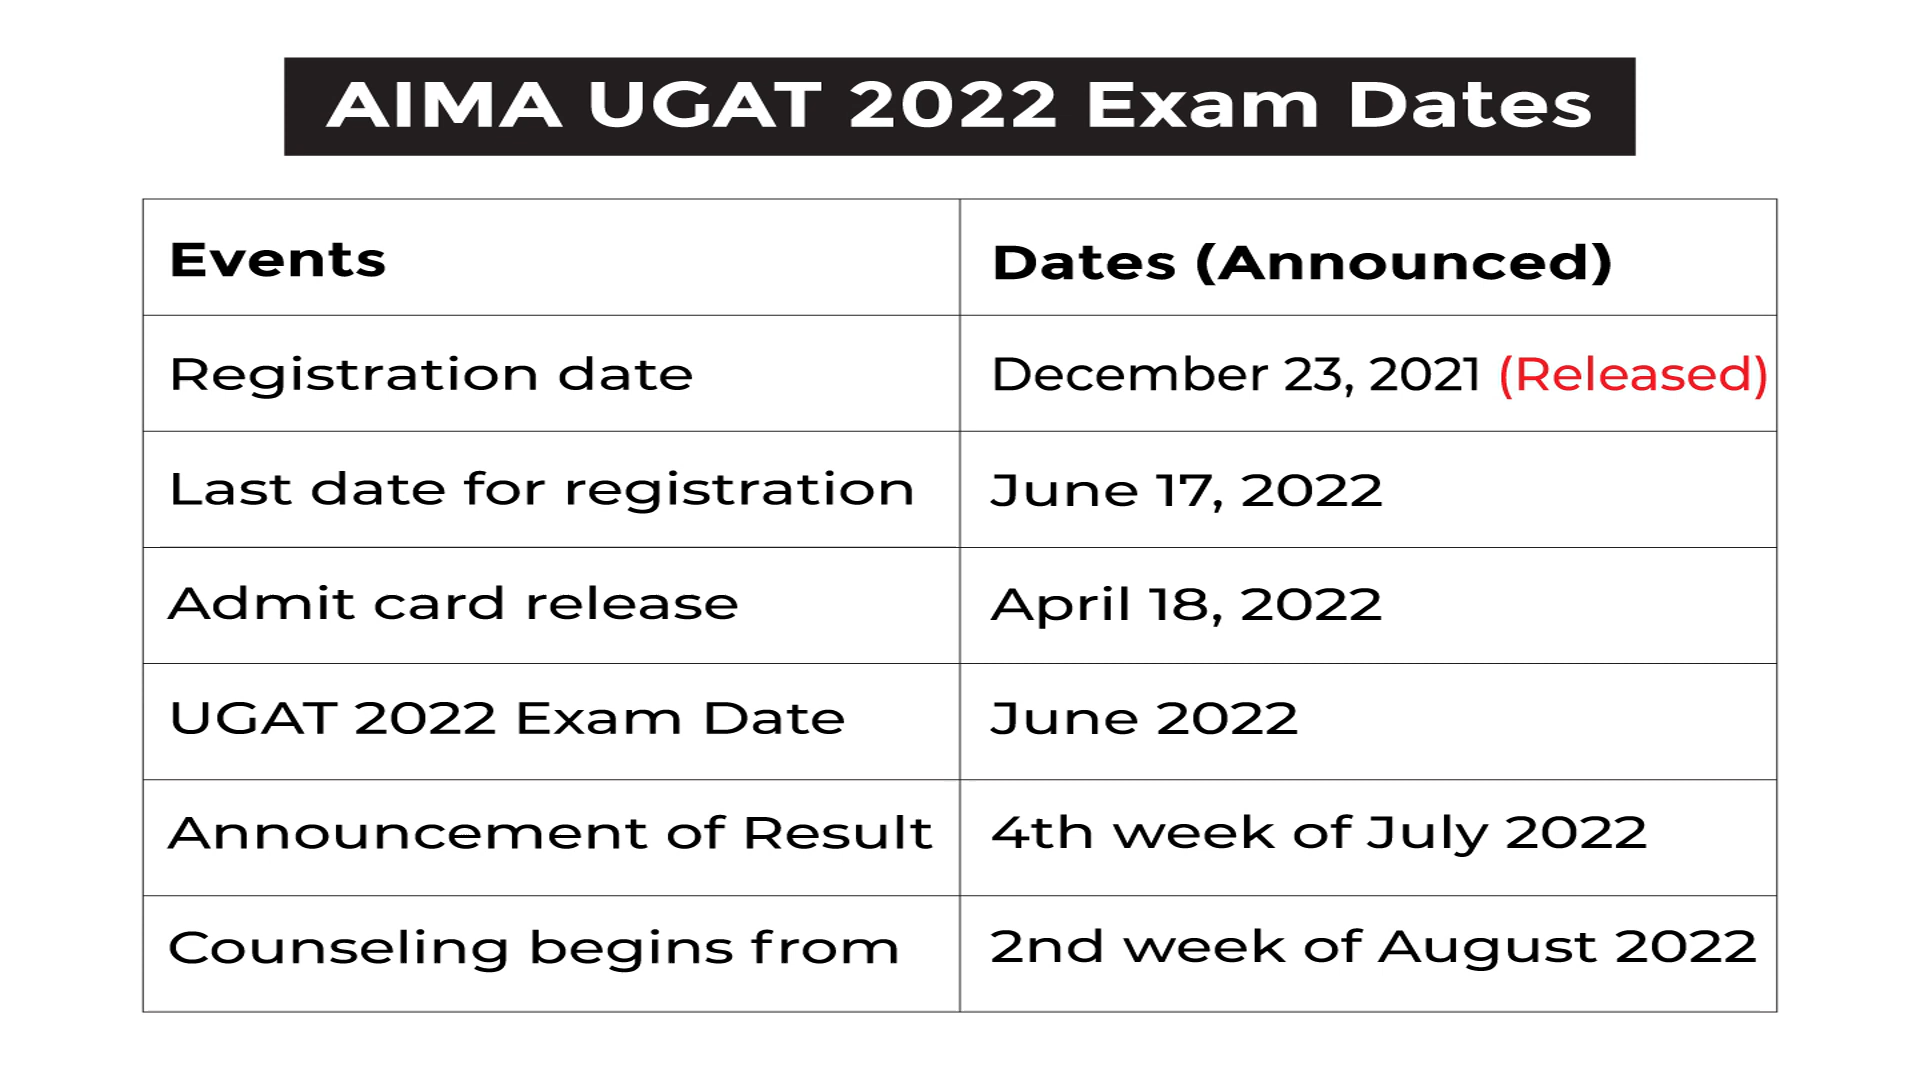 AIMA UGAT 2022 Exam Dates
Events
Dates (Announced)
Registration date
December 23, 2021 (Released)
Last date for registration
June 17, 2022
Admit card release
April 18, 2022
UGAT 2022 Exam Date
June 2022
Announcement of Result
4th week of July 2022
Counseling begins from
2nd week of August 2022